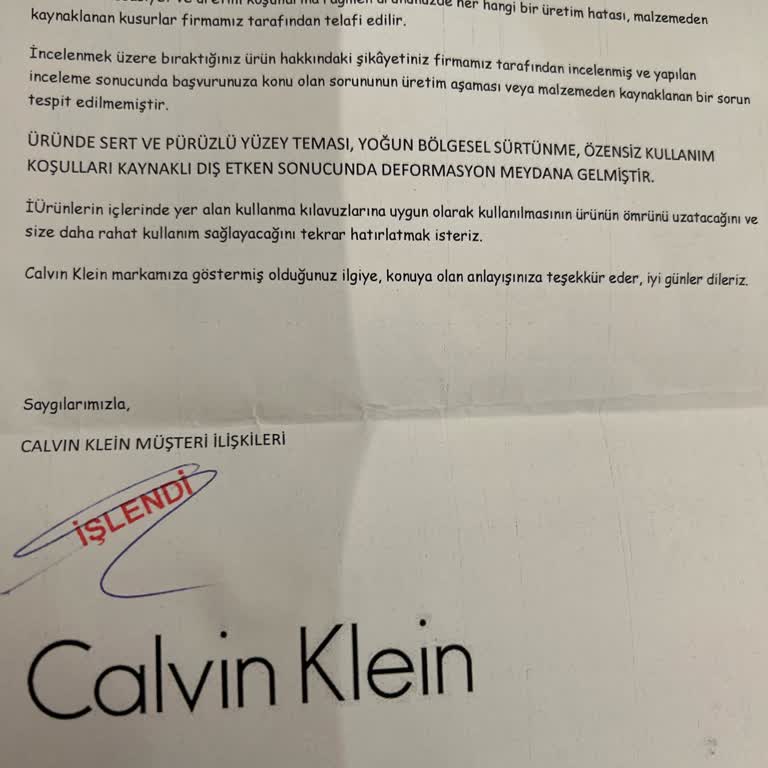 her hangi bir üretim hatası, malzemeden
kaynaklanan kusurlar firmamız tarafından telafi edilir.
İncelenmek üzere bıraktığınız ürün hakkındaki şikâyetiniz firmamız tarafından incelenmiş ve yapılan
inceleme sonucunda başvurunuza konu olan sorununun üretim aşaması veya malzemeden kaynaklanan bir sorun
tespit edilmemiştir.
ÜRÜNDE SERT VE PÜRÜZLÜ YÜZEY TEMASI, YOĞUN BÖLGESEL SÜRTÜNME, ÖZENSİZ KULLANIM
KOŞULLARI KAYNAKLI DIŞ ETKEN SONUCUNDA DEFORMASYON MEYDANA GELMİŞTİR.
İÜrünlerin içlerinde yer alan kullanma kılavuzlarına uygun olarak kullanılmasının ürünün ömrünü uzatacağını ve
size daha rahat kullanım sağlayacağını tekrar hatırlatmak isteriz.
Calvın Klein markamıza göstermiş olduğunuz ilgiye, konuya olan anlayışınıza teşekkür eder, iyi günler dileriz.
Saygılarımızla,
CALVIN KLEİN MÜŞTERİ İLİŞKİLERİ
İŞLENDİ
Calvin Klein